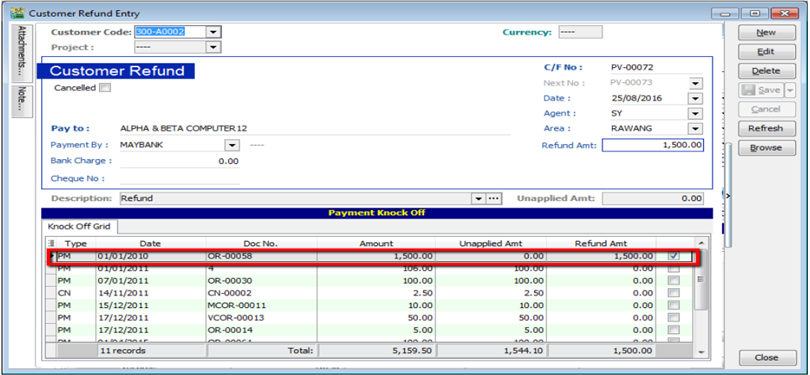 Customer Refund Entry
Attachments...
Note...
Customer Code: 300-A0002
Currency: ----
Project : ----
Customer Refund
Cancelled
C/F No : PV-00072
Next No : PV-00073
Date : 25/08/2016
Agent : SY
Pay to : ALPHA & BETA COMPUTER 12
Area : RAWANG
Payment By : MAYBANK ----
Refund Amt: 1,500.00
Bank Charge : 0.00
Cheque No :
Description: Refund
Unapplied Amt: 0.00
Payment Knock Off
Knock Off Grid
Type Date Doc No. Amount Unapplied Amt Refund Amt
PM 01/01/2010 OR-00058 1,500.00 0.00 1,500.00
PM 01/01/2011 4 106.00 100.00 0.00
PM 07/01/2011 OR-00030 100.00 100.00 0.00
CN 14/11/2011 CN-00002 2.50 2.50 0.00
PM 15/12/2011 MCOR-00011 10.00 10.00 0.00
PM 17/12/2011 VCOR-00013 50.00 50.00 0.00
PM 17/12/2011 OR-00014 5.00 5.00 0.00
11 records Total: 5,159.50 1,544.10 1,500.00
New
Edit
Delete
Save
Cancel
Refresh
Browse
Close